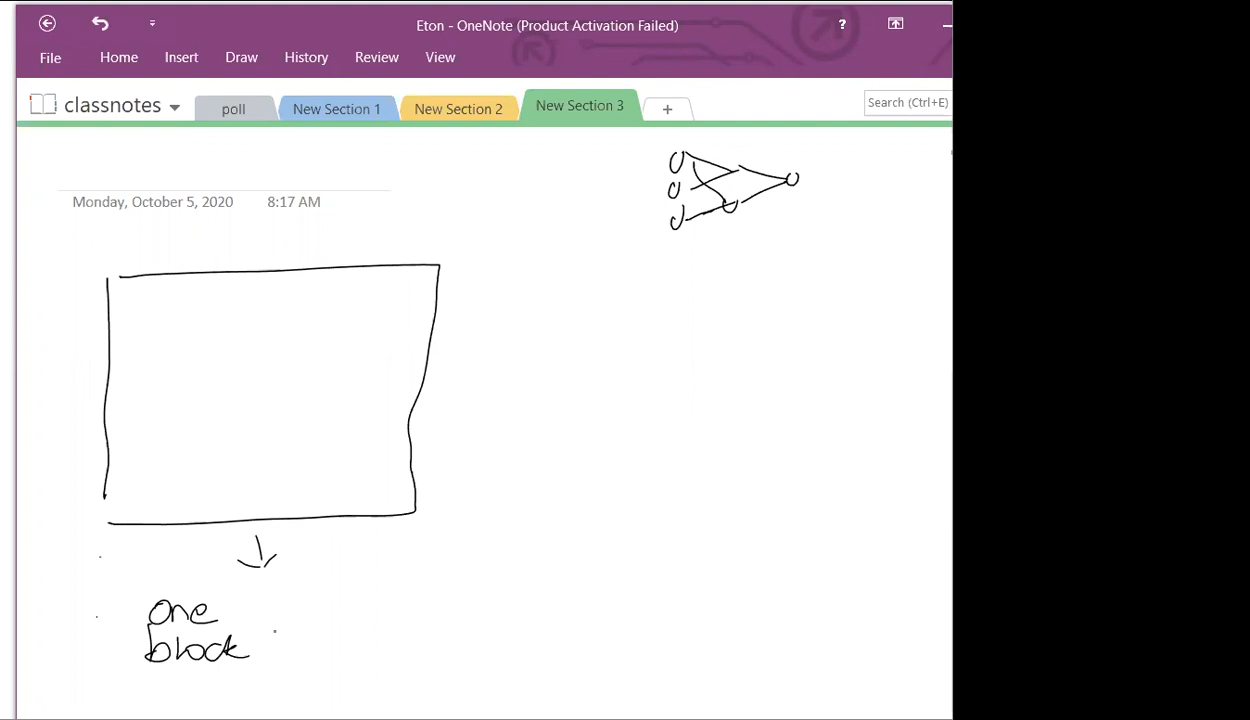 Eton - OneNote (Product Activation Failed)
?
File Home Insert Draw History Review View
classnotes poll New Section 1 New Section 2 New Section 3 + Search (Ctrl+E)
Monday, October 5, 2020 8:17 AM
One
block